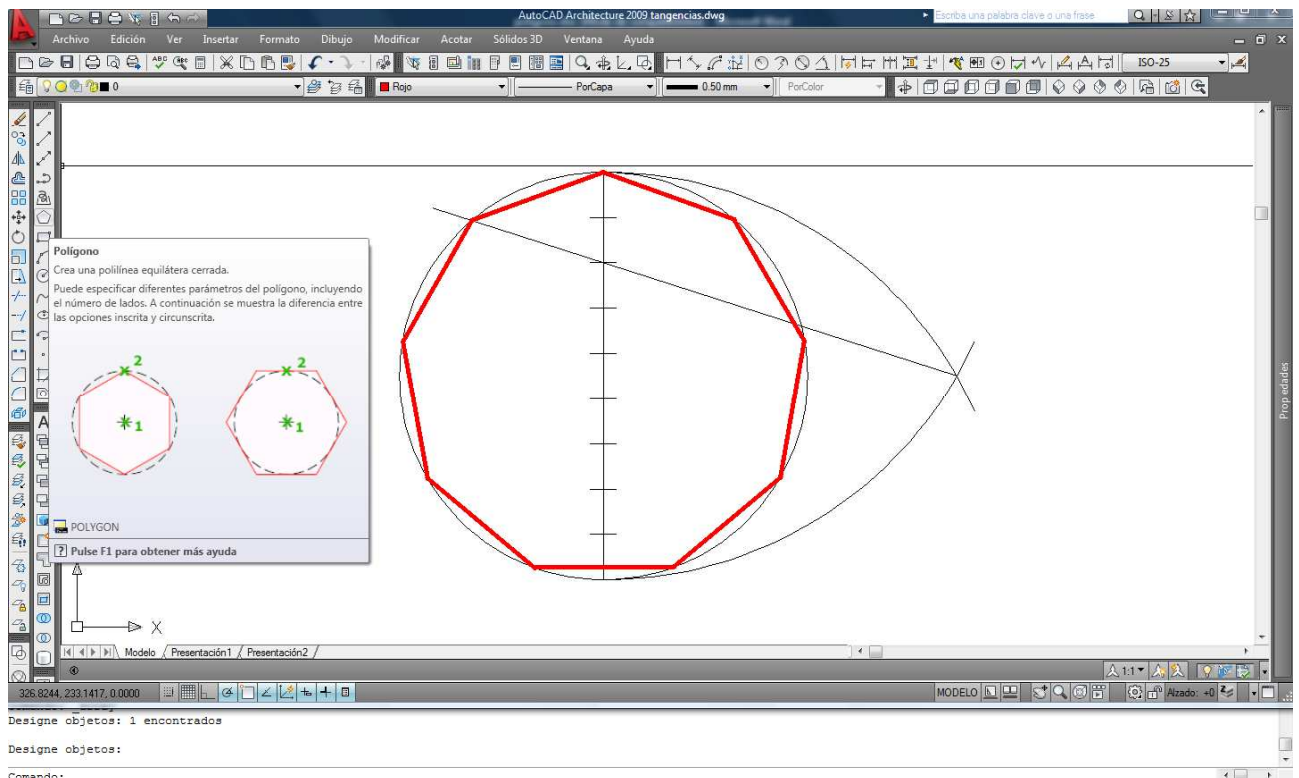 AutoCAD Architecture 2009 tangencias.dwg
Escriba una palabra clave o una frase
Archivo Edición Ver Insertar Formato Dibujo Modificar Acotar Sólidos 3D Ventana Ayuda
ISO-25
0 Rojo PorCapa 0.50 mm PorColor
Polígono
Crea una polilínea equilátera cerrada.
Puede especificar diferentes parámetros del polígono, incluyendo
el número de lados. A continuación se muestra la diferencia entre
las opciones inscrita y circunscrita.
2 2
1 1
POLYGON
Pulse F1 para obtener más ayuda
Propiedades
X
Modelo Presentación1 Presentación2
1:1
326.8244, 233.1417, 0.0000 MODELO Alzado: +0
Designe objetos: 1 encontrados
Designe objetos:
Comando: